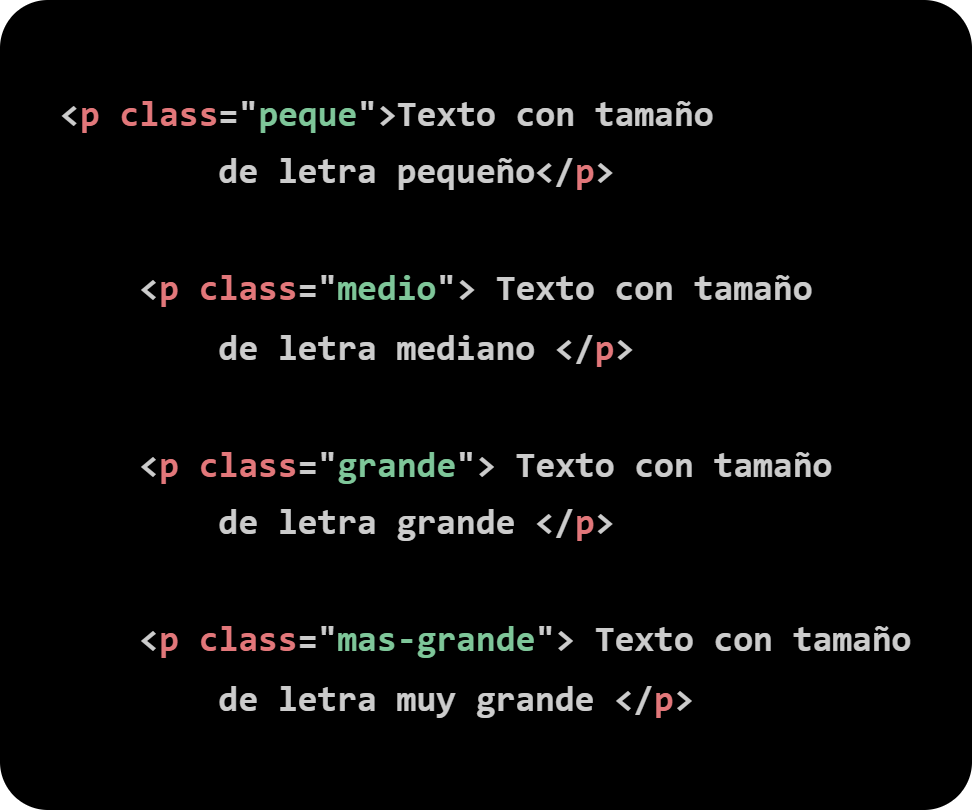 <p class="peque">Texto con tamaño
de letra pequeño</p>
<p class="medio"> Texto con tamaño
de letra mediano </p>
<p class="grande"> Texto con tamaño
de letra grande </p>
<p class="mas-grande"> Texto con tamaño
de letra muy grande </p>